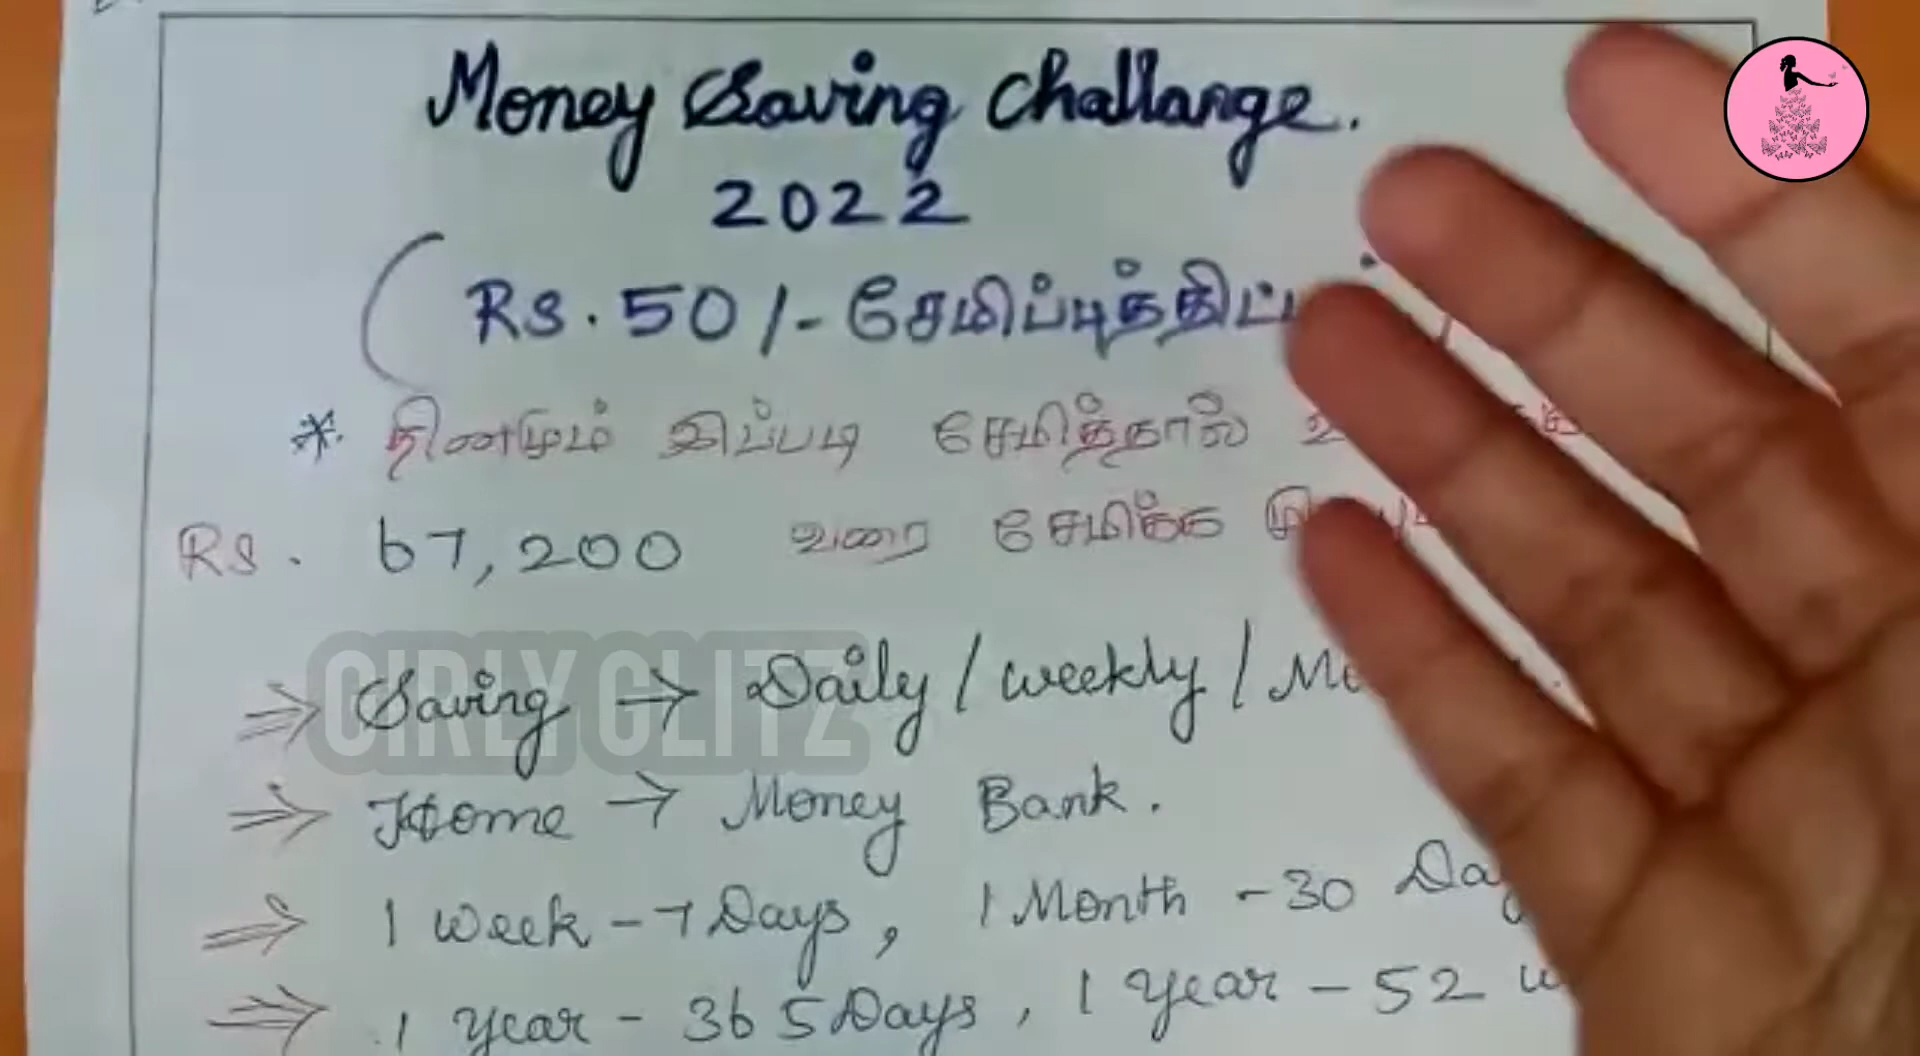 Money Saving Challange.
2022
(Rs. 50/- சேமிப்புத்திட்
* தினமும் இப்படி சேமித்தால்
Rs. 67,200 வரை சேமிக்க
⇒ Saving → Daily / weekly /
GIRLY GLITZ
⇒ Home → Money Bank.
⇒ 1 week - 7 Days, 1 Month - 30
⇒ 1 year - 365 Days, 1 year - 52